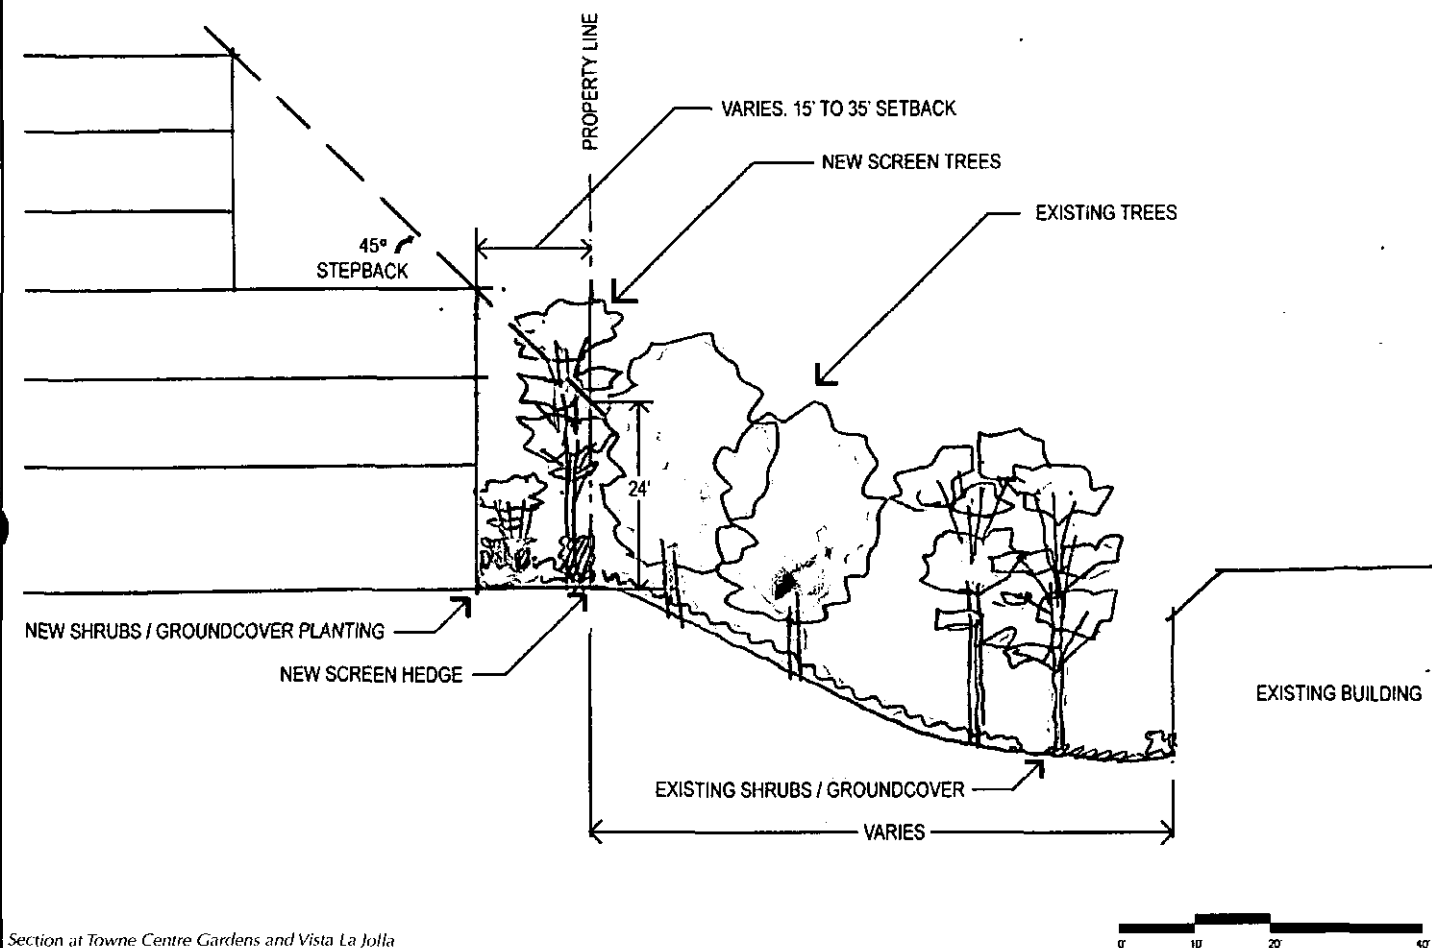 PROPERTY LINE
VARIES. 15' TO 35' SETBACK
NEW SCREEN TREES
EXISTING TREES
45°
STEPBACK
24'
NEW SHRUBS / GROUNDCOVER PLANTING
NEW SCREEN HEDGE
EXISTING BUILDING
EXISTING SHRUBS / GROUNDCOVER
VARIES
Section at Towne Centre Gardens and Vista La Jolla
0' 10' 20' 40'